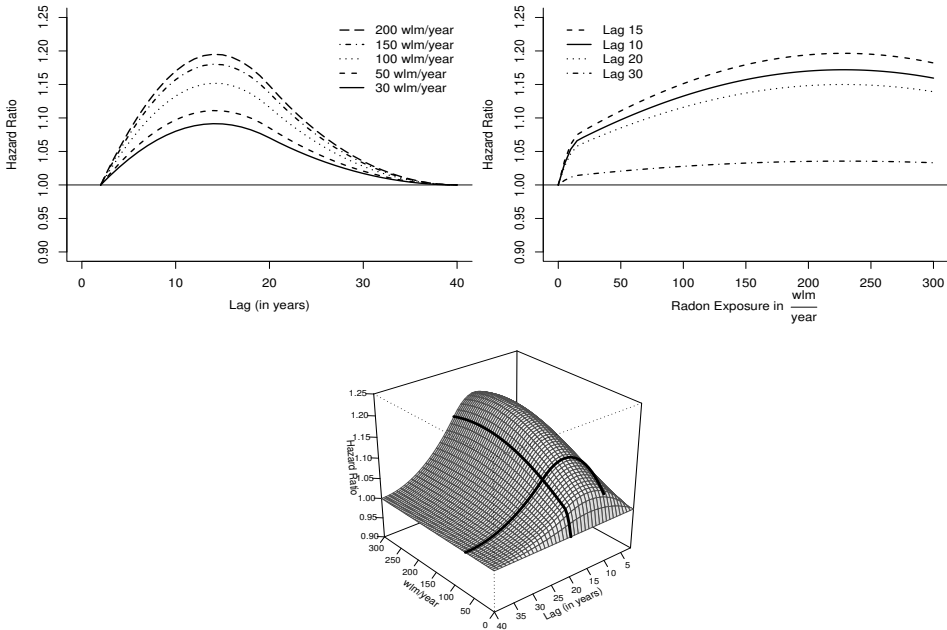 Hazard Ratio
0.90 0.95 1.00 1.05 1.10 1.15 1.20 1.25
200 wlm/year
150 wlm/year
100 wlm/year
50 wlm/year
30 wlm/year
0 10 20 30 40
Lag (in years)
Hazard Ratio
0.90 0.95 1.00 1.05 1.10 1.15 1.20 1.25
Lag 15
Lag 10
Lag 20
Lag 30
0 50 100 150 200 250 300
Radon Exposure in wlm
year
Hazard Ratio
1.25
1.20
1.15
1.10
1.05
1.00
0.95
0.90
300
250
200
150
100
50
0
wlm/year
40
35
30
25
20
15
10
5
Lag (in years)